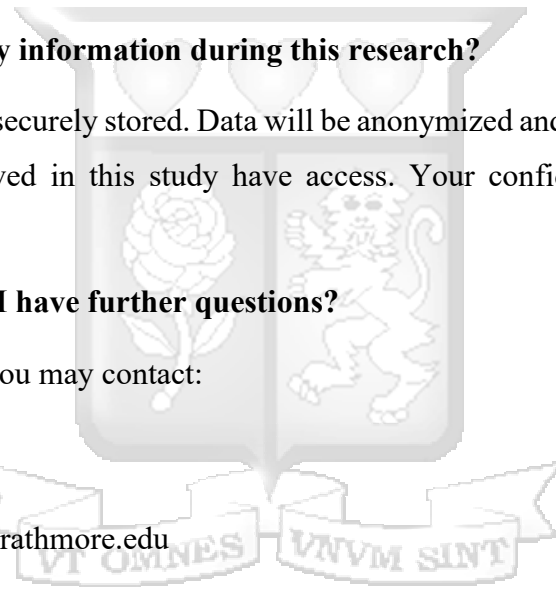 y information during this research?
securely stored. Data will be anonymized and
ved in this study have access. Your confid
I have further questions?
ou may contact:
rathmore.edu
VT OMNES VNVM SINT